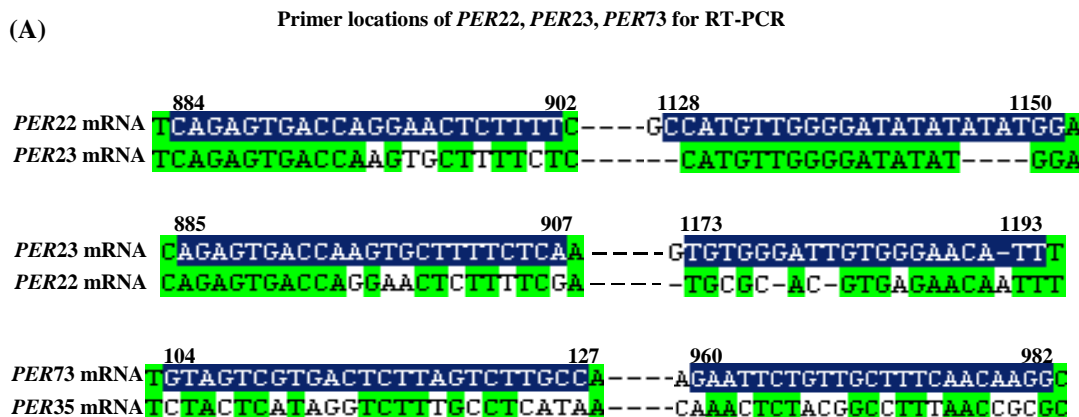 (A)
Primer locations of PER22, PER23, PER73 for RT-PCR
884 902 1128 1150
PER22 mRNA TCAGAGTGACCAGGAACTCTTTTC----GCCATGTTGGGGATATATATATGGA
PER23 mRNA TCAGAGTGACCAAGTGCTTTTCTC-----CATGTTGGGGATATAT----GGA
885 907 1173 1193
PER23 mRNA CAGAGTGACCAAGTGCTTTTCTCAA-----GTGTGGGATTGTGGGAACA-TTT
PER22 mRNA CAGAGTGACCAGGAACTCTTTTCGA------TGCGC-AC-GTGAGAACAATTT
104 127 960 982
PER73 mRNA TGTAGTCGTGACTCTTAGTCTTGCCA----AGAATTCTGTTGCTTTCAACAAGGC
PER35 mRNA TCTACTCATAGGTCTTTGCCTCATAA----CAAACTCTACGGCCTTTAACCGCGC